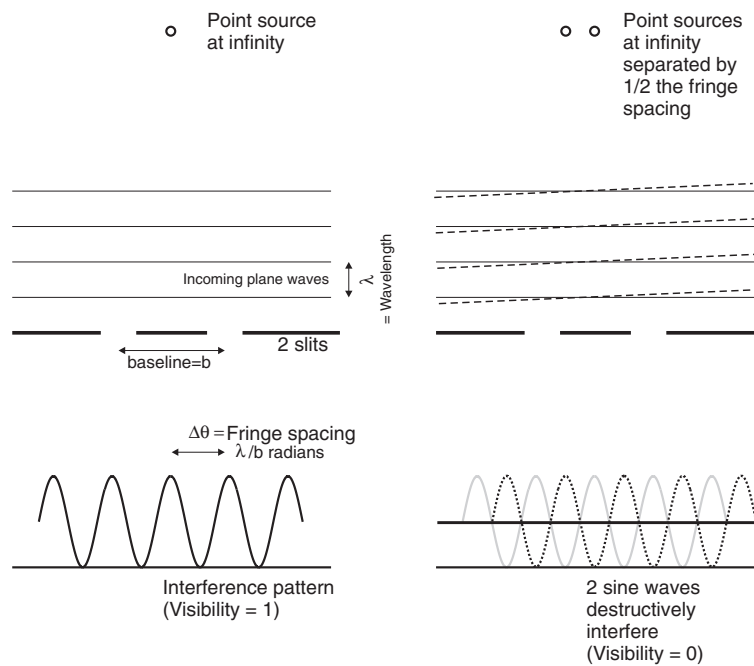 Point source
at infinity
Point sources
at infinity
separated by
1/2 the fringe
spacing
Incoming plane waves
λ
= Wavelength
2 slits
baseline=b
Δθ = Fringe spacing
λ/b radians
Interference pattern
(Visibility = 1)
2 sine waves
destructively
interfere
(Visibility = 0)